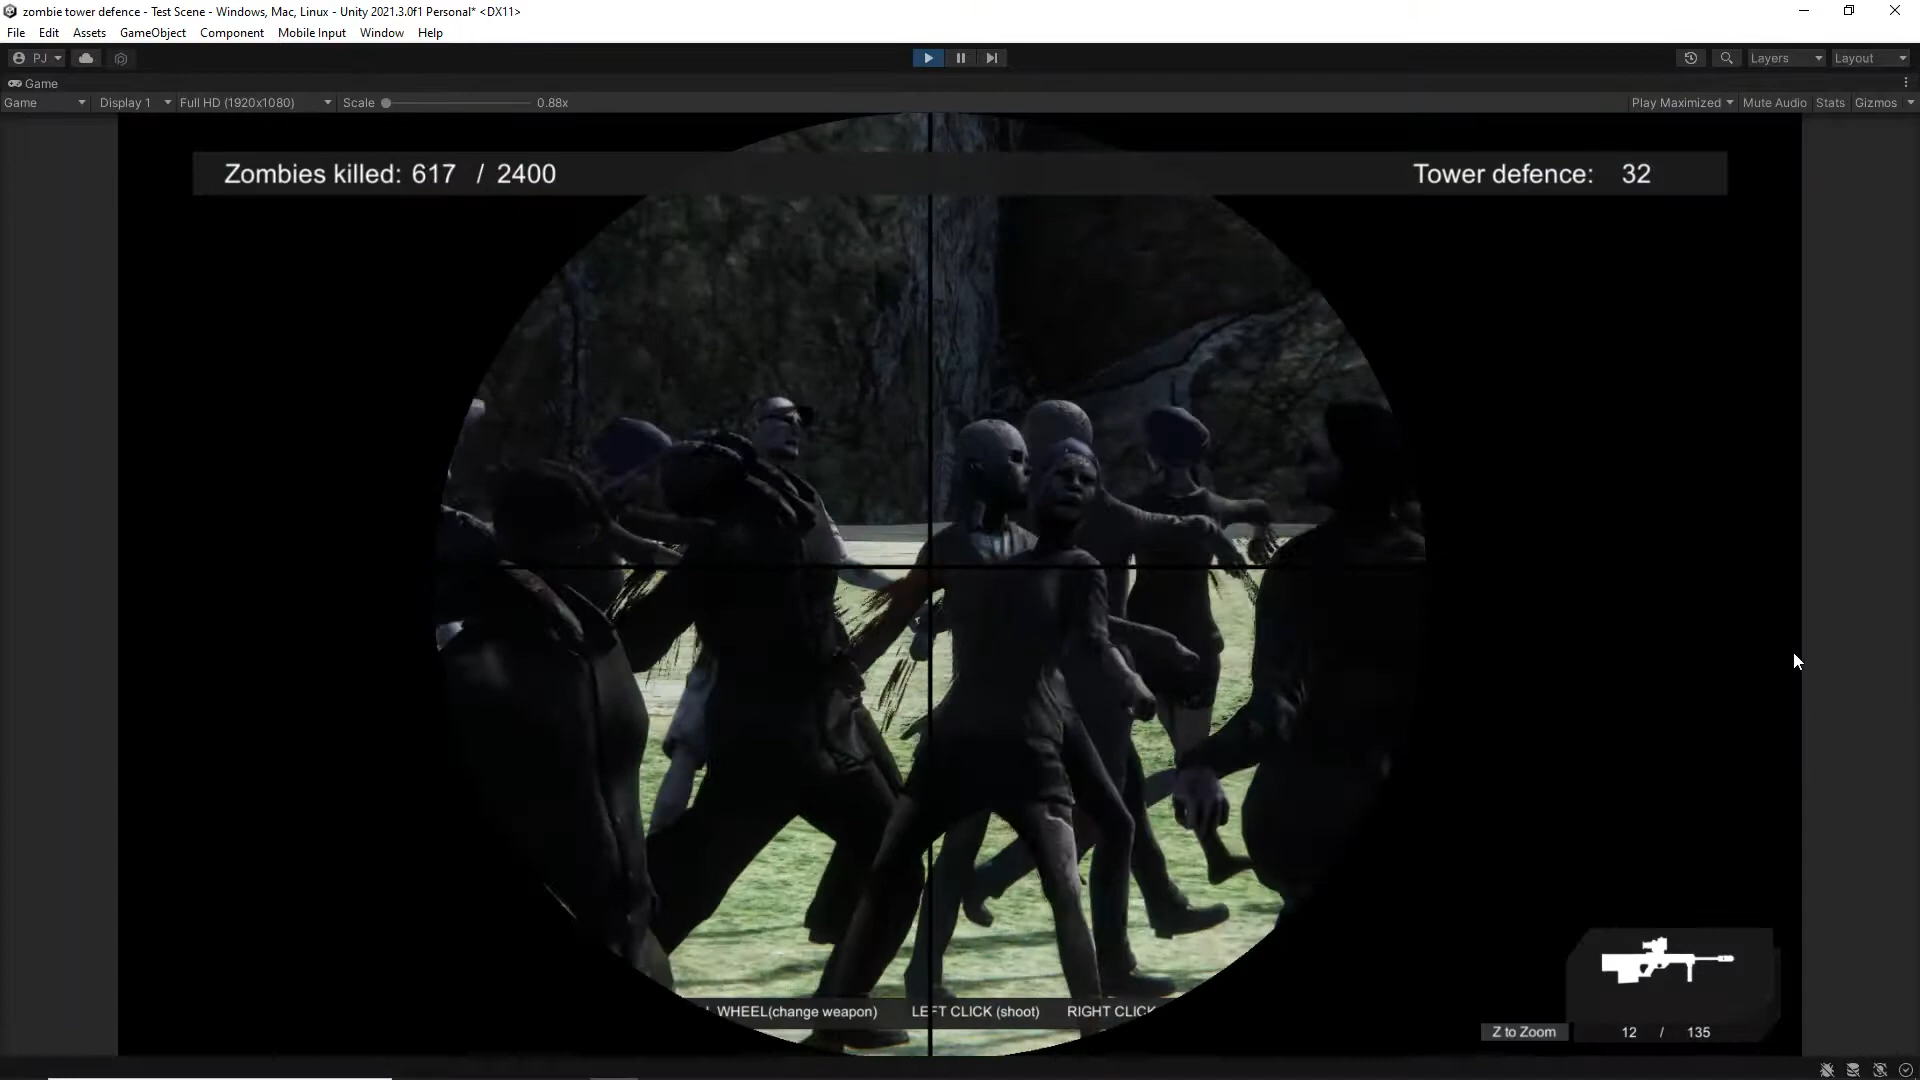 zombie tower defence - Test Scene - Windows, Mac, Linux - Unity 2021.3.0f1 Personal* <DX11>
File Edit Assets GameObject Component Mobile Input Window Help
PJ Layers Layout
Game
Game Display 1 Full HD (1920x1080) Scale 0.88x Play Maximized Mute Audio Stats Gizmos
Zombies killed: 617 / 2400 Tower defence: 32
WHEEL(change weapon) LEFT CLICK (shoot) RIGHT CLICK
Z to Zoom 12 / 135